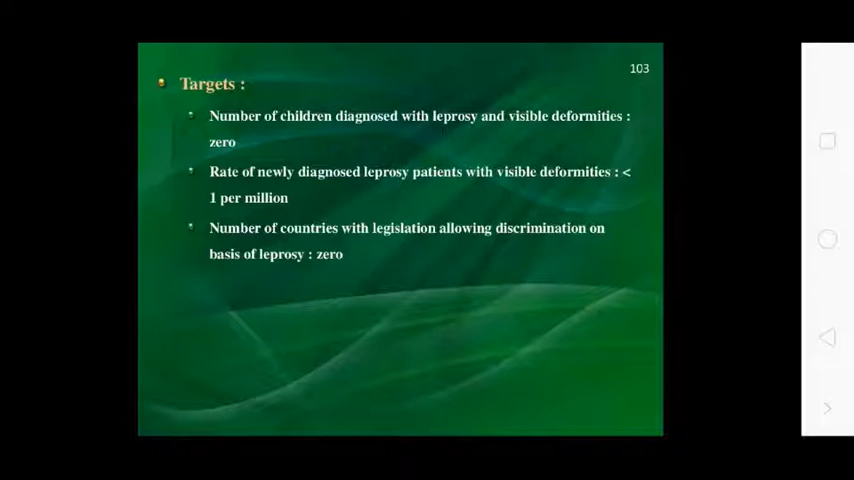 103
Targets :
Number of children diagnosed with leprosy and visible deformities :
zero
Rate of newly diagnosed leprosy patients with visible deformities : <
1 per million
Number of countries with legislation allowing discrimination on
basis of leprosy : zero